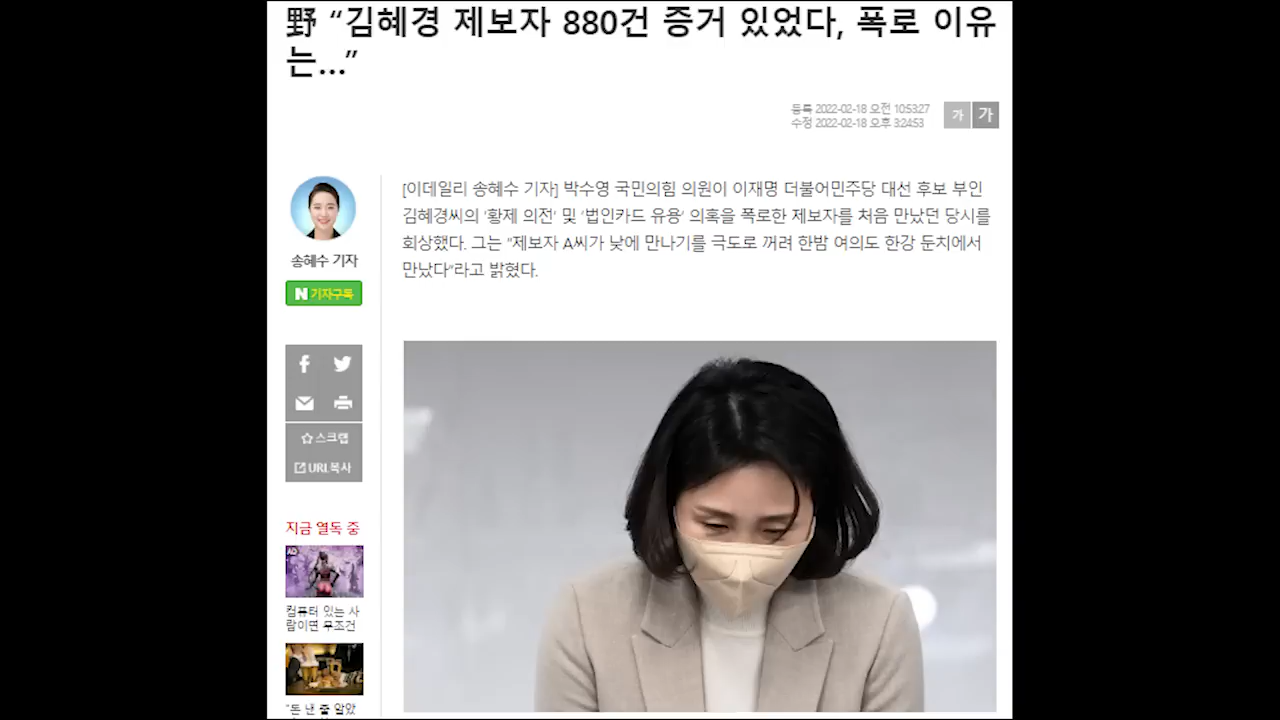 野 “김혜경 제보자 880건 증거 있었다, 폭로 이유
는...”
등록 2022-02-18 오전 10:53:27
수정 2022-02-18 오후 3:24:53
가 가
[이데일리 송혜수 기자] 박수영 국민의힘 의원이 이재명 더불어민주당 대선 후보 부인
김혜경씨의 ‘황제 의전’ 및 ‘법인카드 유용’ 의혹을 폭로한 제보자를 처음 만났던 당시를
회상했다. 그는 “제보자 A씨가 낮에 만나기를 극도로 꺼려 한밤 여의도 한강 둔치에서
만났다”라고 밝혔다.
송혜수 기자
N 기자구독
스크랩
URL복사
지금 열독 중
AD
컴퓨터 있는 사
람이면 무조건
“돈 낸 줄 알았